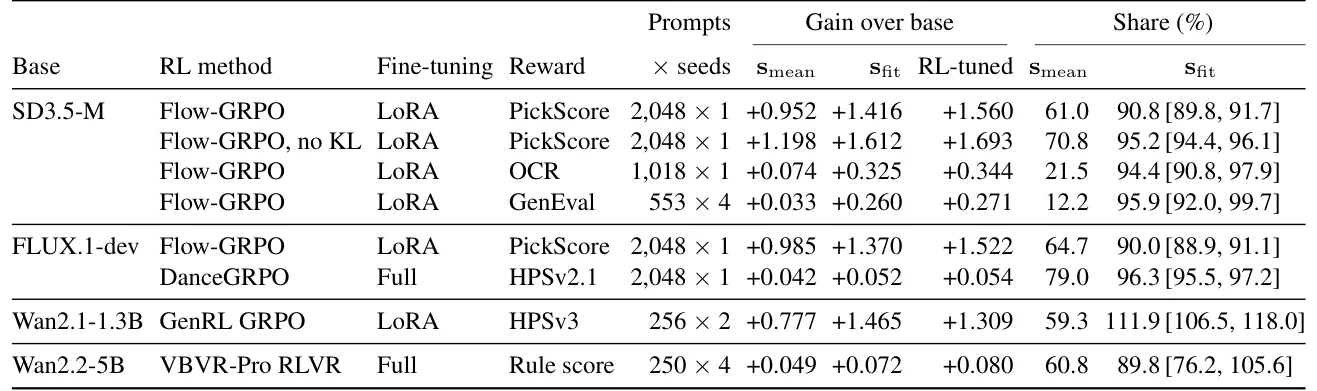 Prompts Gain over base Share (%)
Base RL method Fine-tuning Reward × seeds s_mean s_fit RL-tuned s_mean s_fit
SD3.5-M Flow-GRPO LoRA PickScore 2,048 × 1 +0.952 +1.416 +1.560 61.0 90.8 [89.8, 91.7]
Flow-GRPO, no KL LoRA PickScore 2,048 × 1 +1.198 +1.612 +1.693 70.8 95.2 [94.4, 96.1]
Flow-GRPO LoRA OCR 1,018 × 1 +0.074 +0.325 +0.344 21.5 94.4 [90.8, 97.9]
Flow-GRPO LoRA GenEval 553 × 4 +0.033 +0.260 +0.271 12.2 95.9 [92.0, 99.7]
FLUX.1-dev Flow-GRPO LoRA PickScore 2,048 × 1 +0.985 +1.370 +1.522 64.7 90.0 [88.9, 91.1]
DanceGRPO Full HPSv2.1 2,048 × 1 +0.042 +0.052 +0.054 79.0 96.3 [95.5, 97.2]
Wan2.1-1.3B GenRL GRPO LoRA HPSv3 256 × 2 +0.777 +1.465 +1.309 59.3 111.9 [106.5, 118.0]
Wan2.2-5B VBVR-Pro RLVR Full Rule score 250 × 4 +0.049 +0.072 +0.080 60.8 89.8 [76.2, 105.6]